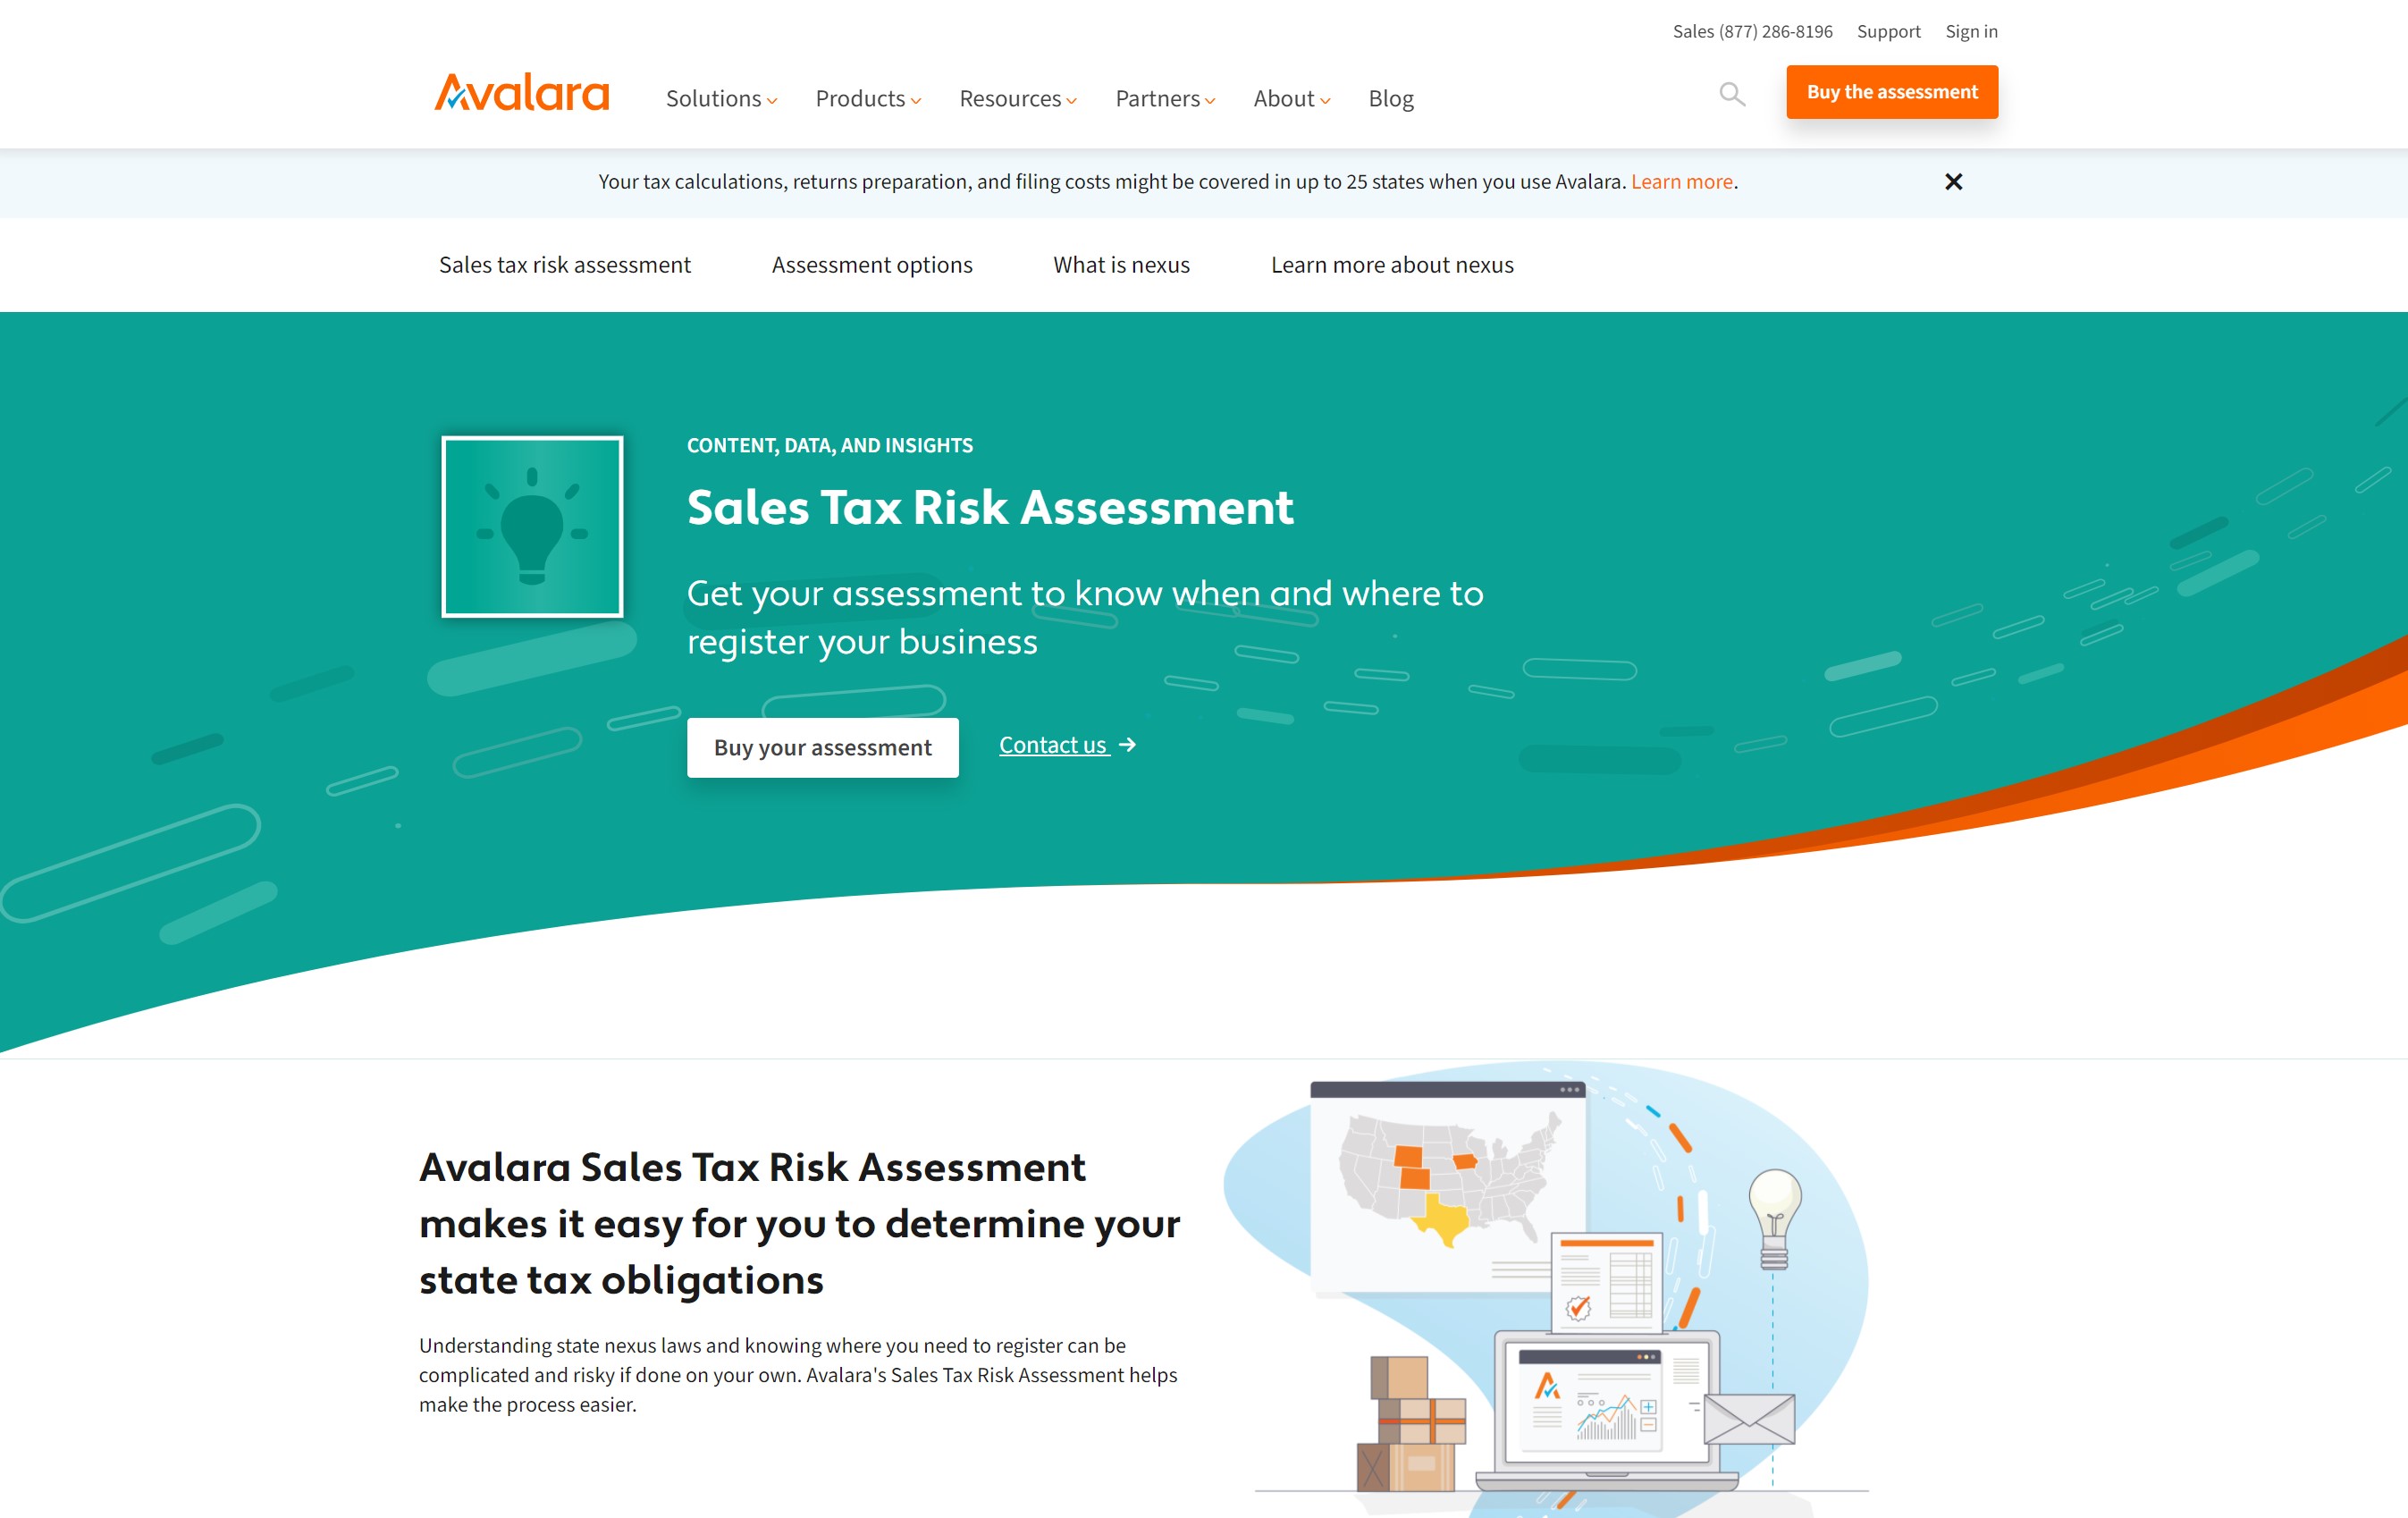 Sales (877) 286-8196 Support Sign in
Avalara Solutions Products Resources Partners About Blog Buy the assessment
Your tax calculations, returns preparation, and filing costs might be covered in up to 25 states when you use Avalara. Learn more.
Sales tax risk assessment Assessment options What is nexus Learn more about nexus
CONTENT, DATA, AND INSIGHTS
Sales Tax Risk Assessment
Get your assessment to know when and where to
register your business
Buy your assessment Contact us
Avalara Sales Tax Risk Assessment
makes it easy for you to determine your
state tax obligations
Understanding state nexus laws and knowing where you need to register can be
complicated and risky if done on your own. Avalara's Sales Tax Risk Assessment helps
make the process easier.